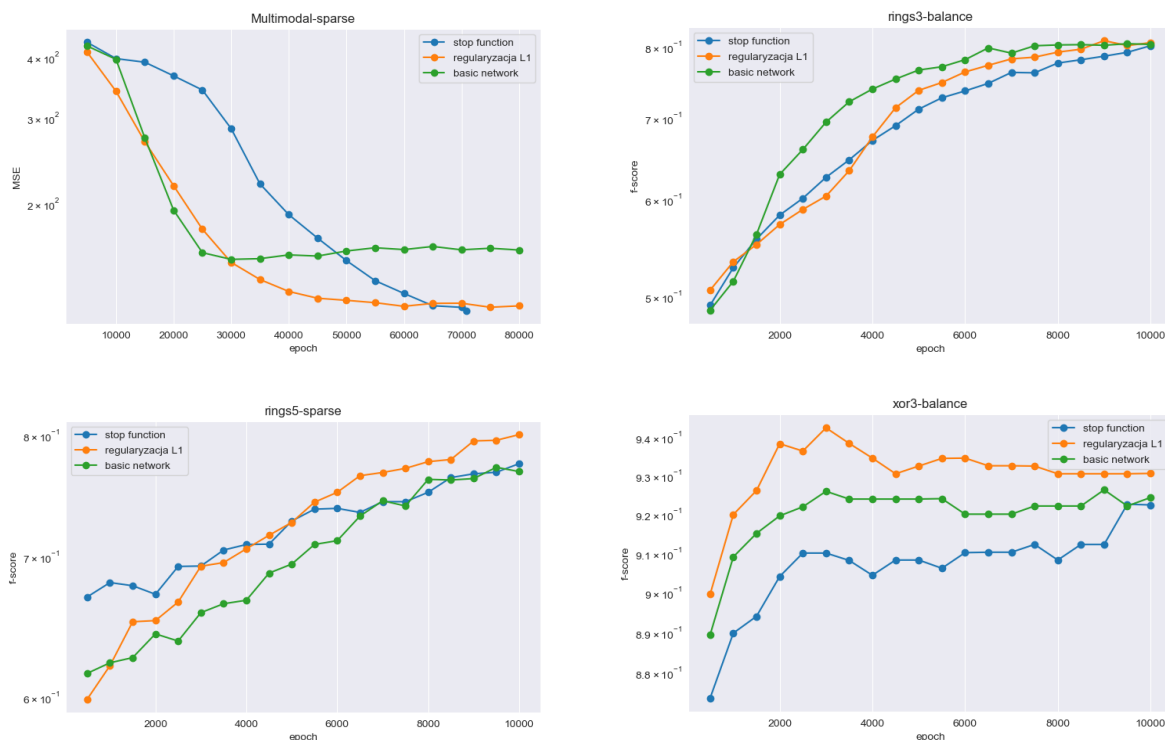 Multimodal-sparse
stop function
regularyzacja L1
basic network
4 × 10²
3 × 10²
2 × 10²
MSE
10000 20000 30000 40000 50000 60000 70000 80000
epoch
rings3-balance
stop function
regularyzacja L1
basic network
8 × 10⁻¹
7 × 10⁻¹
6 × 10⁻¹
5 × 10⁻¹
f-score
2000 4000 6000 8000 10000
epoch
rings5-sparse
stop function
regularyzacja L1
basic network
8 × 10⁻¹
7 × 10⁻¹
6 × 10⁻¹
f-score
2000 4000 6000 8000 10000
epoch
xor3-balance
stop function
regularyzacja L1
basic network
9.4 × 10⁻¹
9.3 × 10⁻¹
9.2 × 10⁻¹
9.1 × 10⁻¹
9 × 10⁻¹
8.9 × 10⁻¹
8.8 × 10⁻¹
f-score
2000 4000 6000 8000 10000
epoch